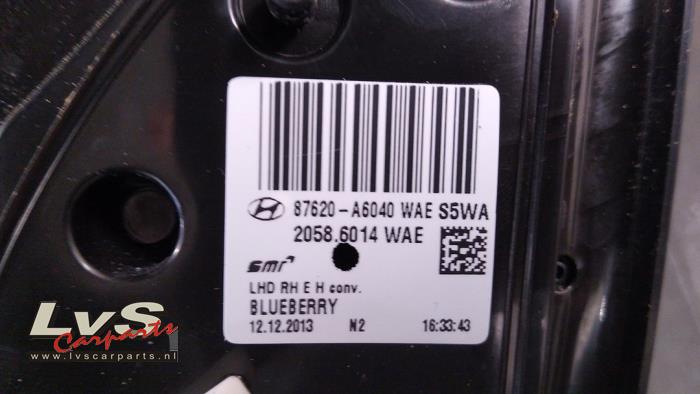 87620-A6040 WAE S5WA
2058.6014 WAE
smr
LHD RH E H conv.
BLUEBERRY
12.12.2013 N2 16:33:43
LvS
Carparts
www.lvscarparts.nl